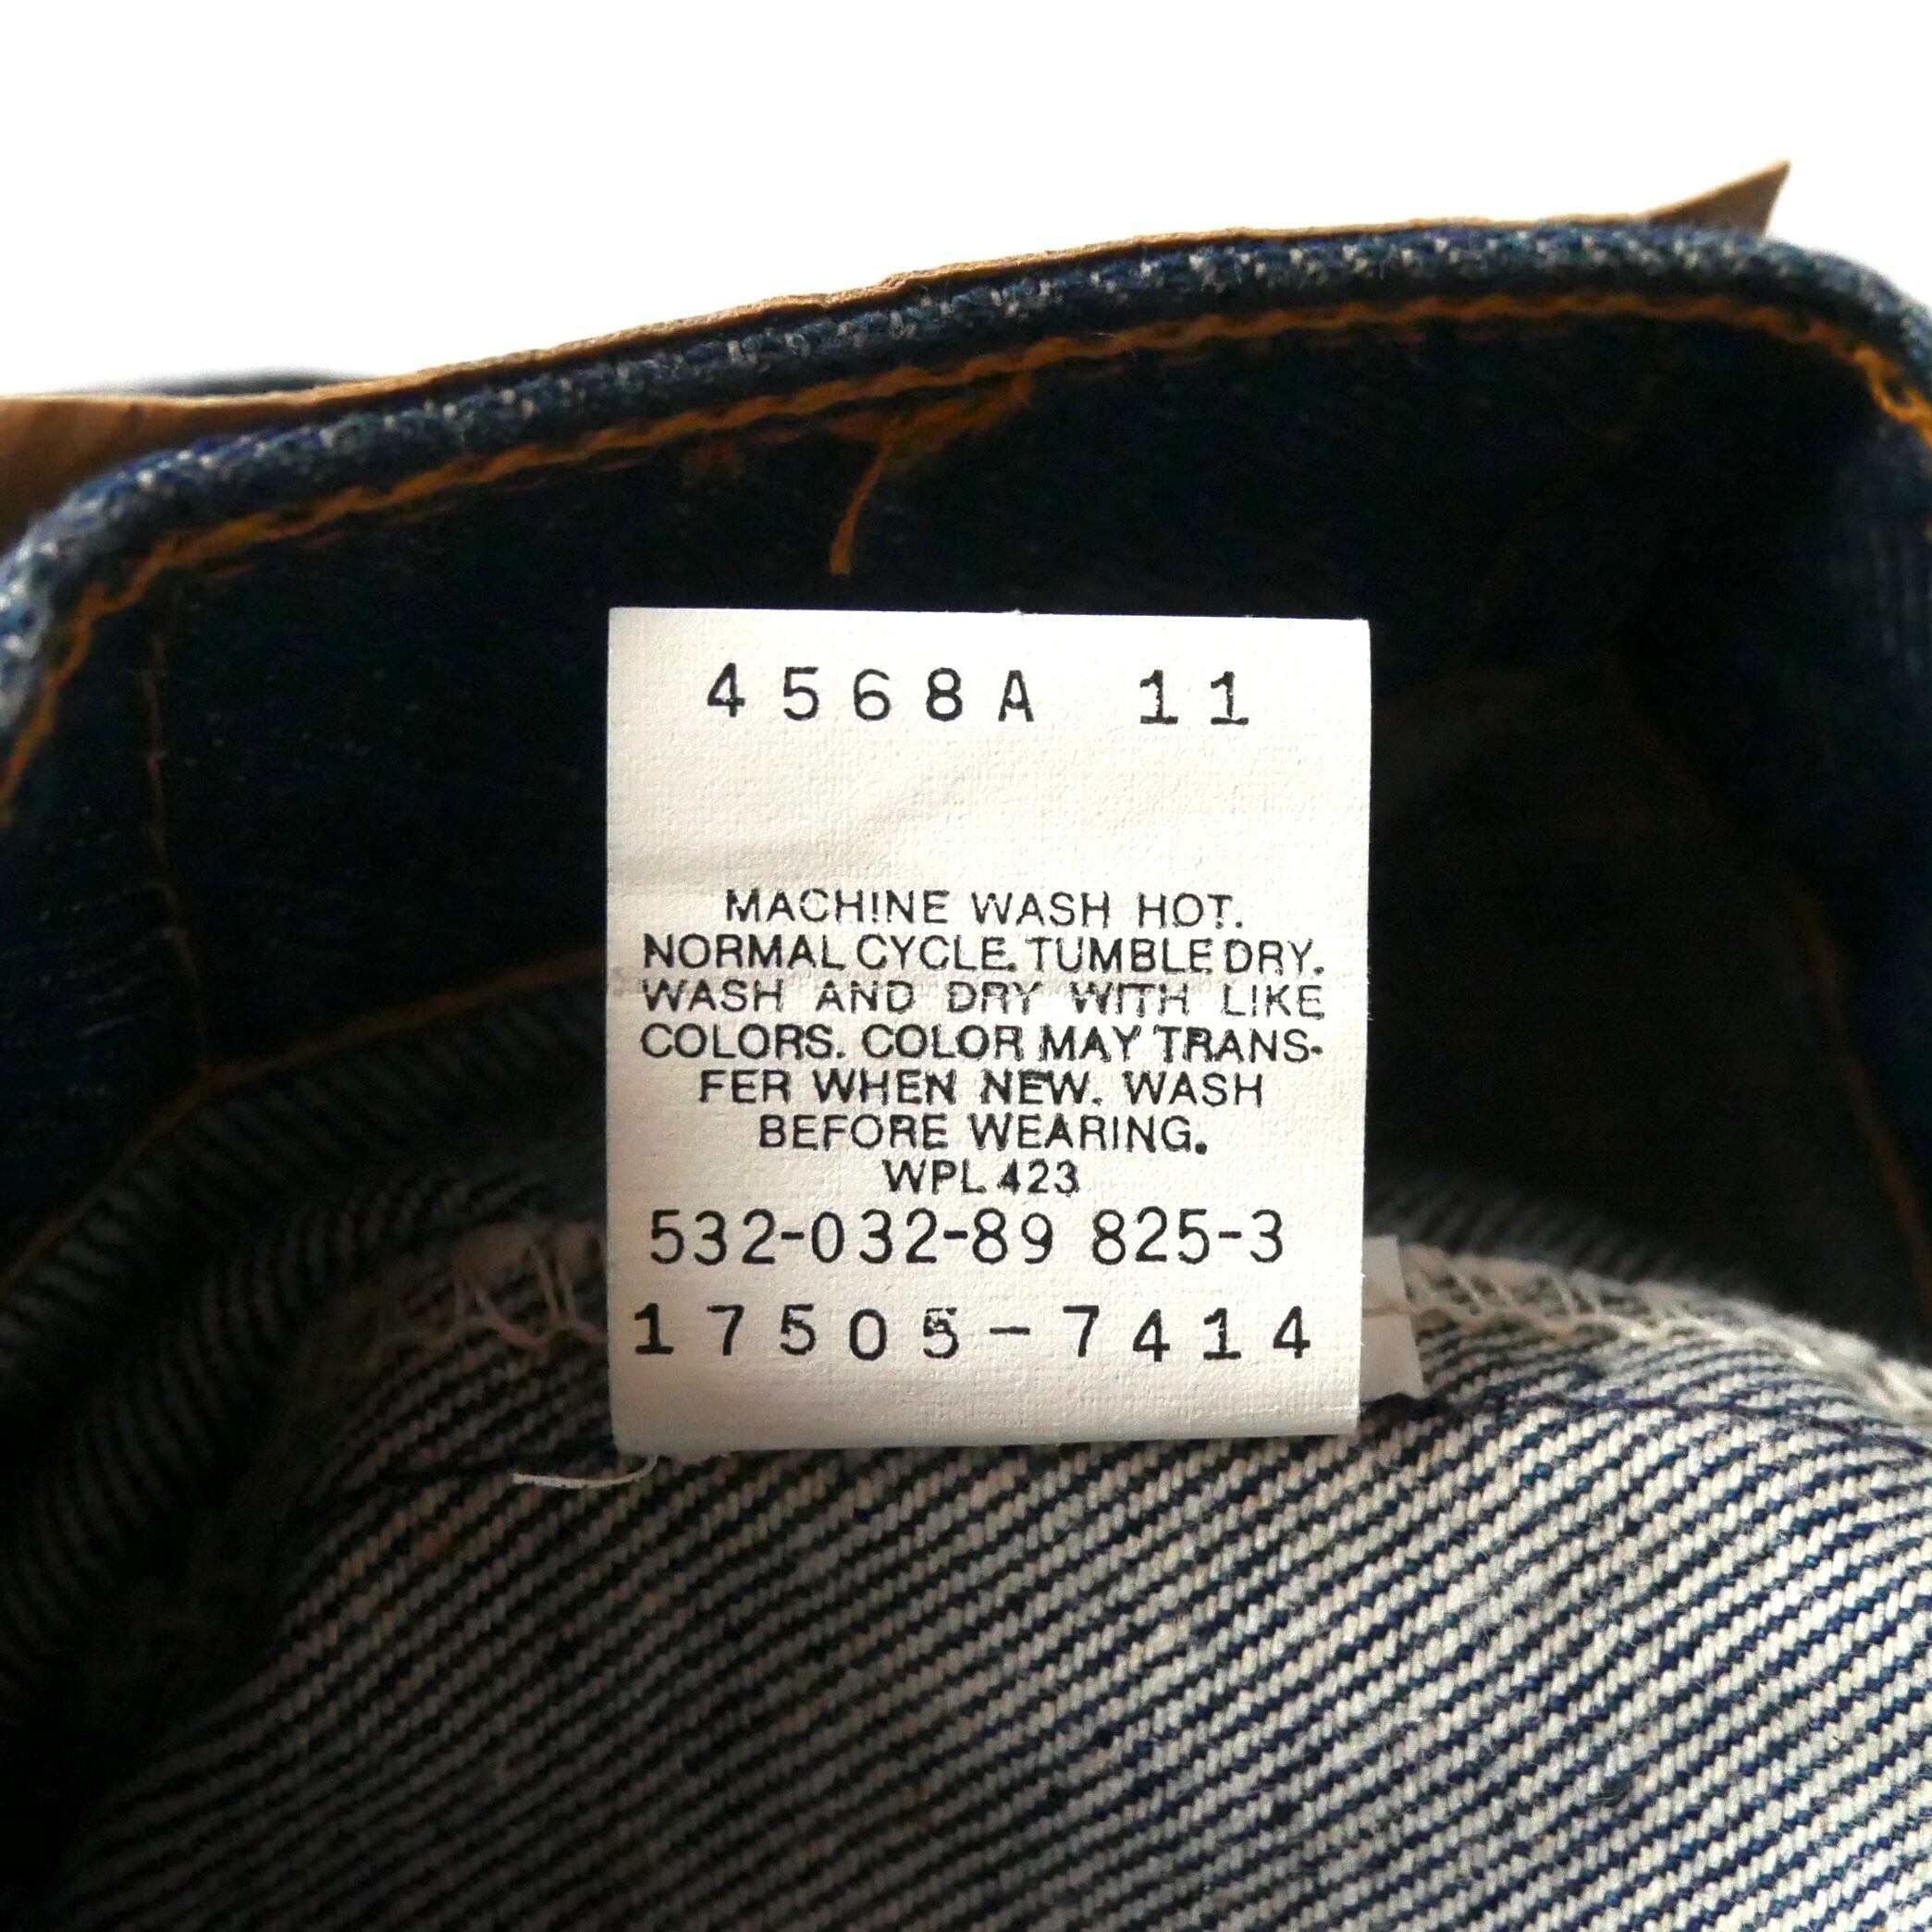 4568A 11
MACHINE WASH HOT.
NORMAL CYCLE. TUMBLE DRY.
WASH AND DRY WITH LIKE
COLORS. COLOR MAY TRANS-
FER WHEN NEW. WASH
BEFORE WEARING.
WPL 423
532-032-89 825-3
17505-7414